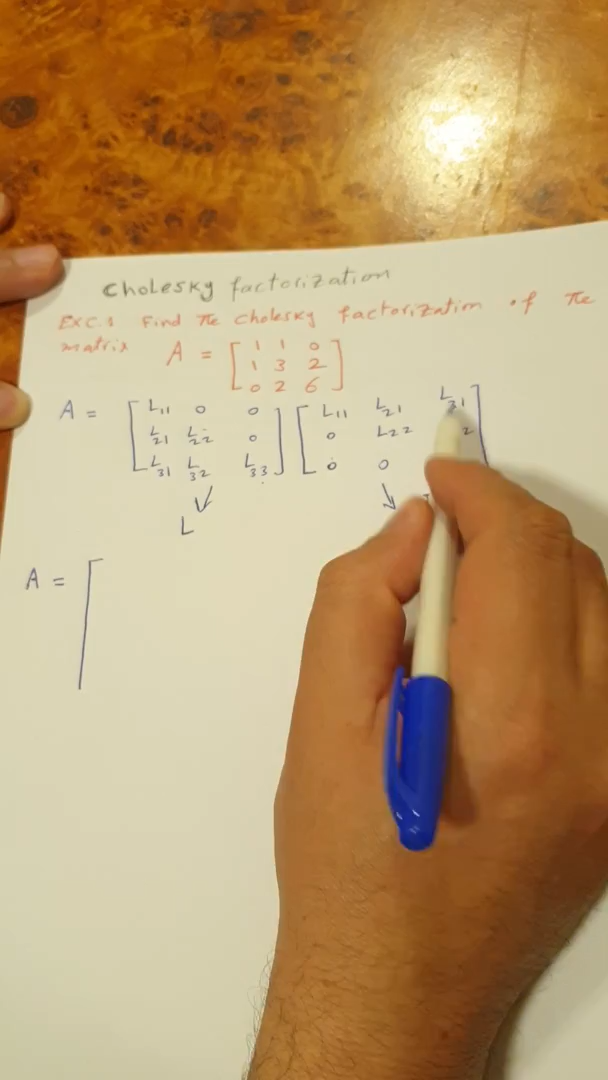 Cholesky factorization
EXC.1 Find The Cholesky factorization of The
matrix A = [ 1 1 0
1 3 2
0 2 6 ]
A = [ L11 0 0 ] [ L11 L21 L31 ]
L21 L22 0 0 L22 2
L31 L32 L33 0 0
L
A = [